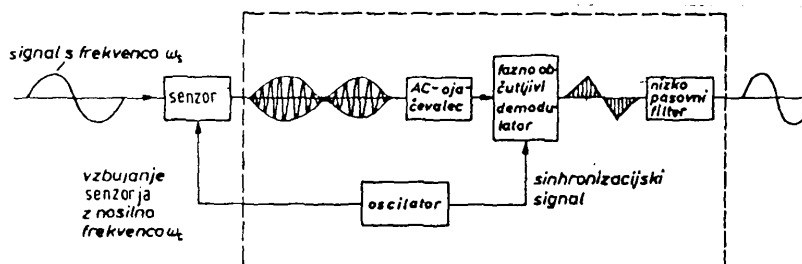 signal s frekvenco ωs
senzor
AC-oja-
čevalec
fazno ob-
čutljivi
demodu-
lator
nizko
pasovni
filter
vzbujanje
senzorja
z nosilno
frekvenco ωt
oscilator
sinhronizacijski
signal